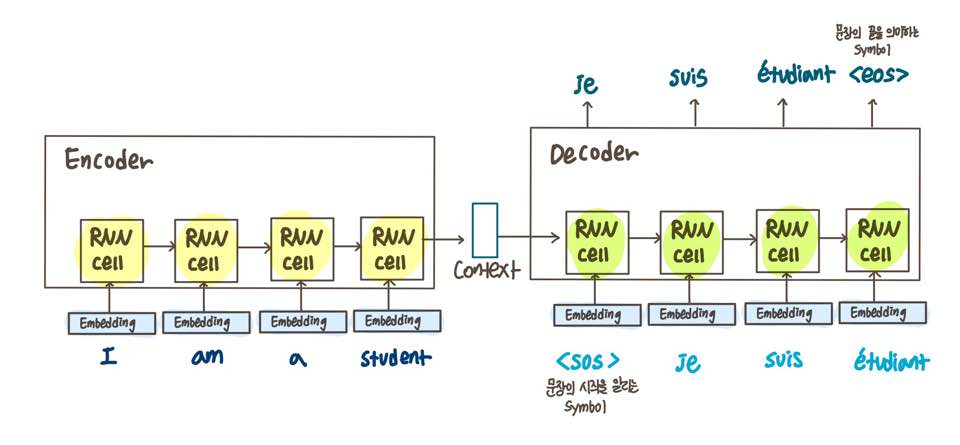 문장의 끝을 의미하는
Symbol
Je suis étudiant <eos>
Encoder
Decoder
RNN cell
RNN cell
RNN cell
RNN cell
Context
RNN cell
RNN cell
RNN cell
RNN cell
Embedding Embedding Embedding Embedding
Embedding Embedding Embedding Embedding
I am a student
<sos> Je suis étudiant
문장의 시작을 알리는
Symbol